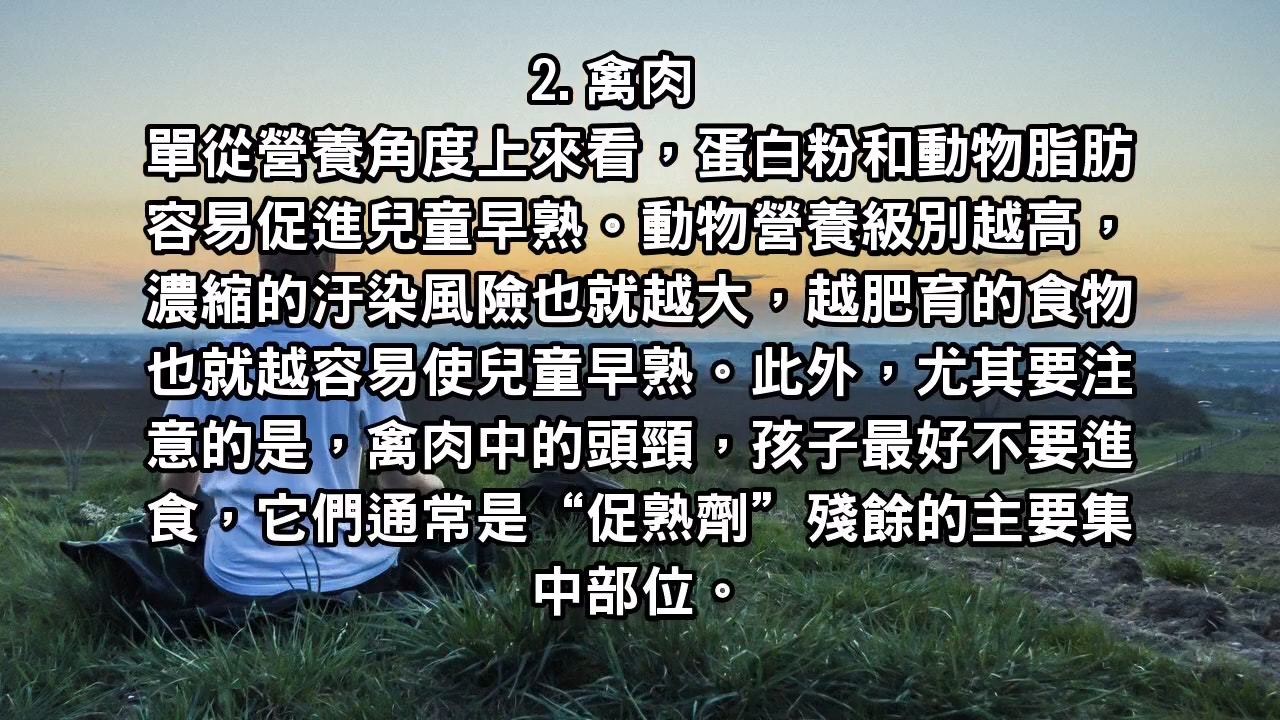 2.禽肉
單從營養角度上來看，蛋白粉和動物脂肪
容易促進兒童早熟。動物營養級別越高，
濃縮的汙染風險也就越大，越肥育的食物
也就越容易使兒童早熟。此外，尤其要注
意的是，禽肉中的頭頸，孩子最好不要進
食，它們通常是“促熟劑”殘餘的主要集
中部位。